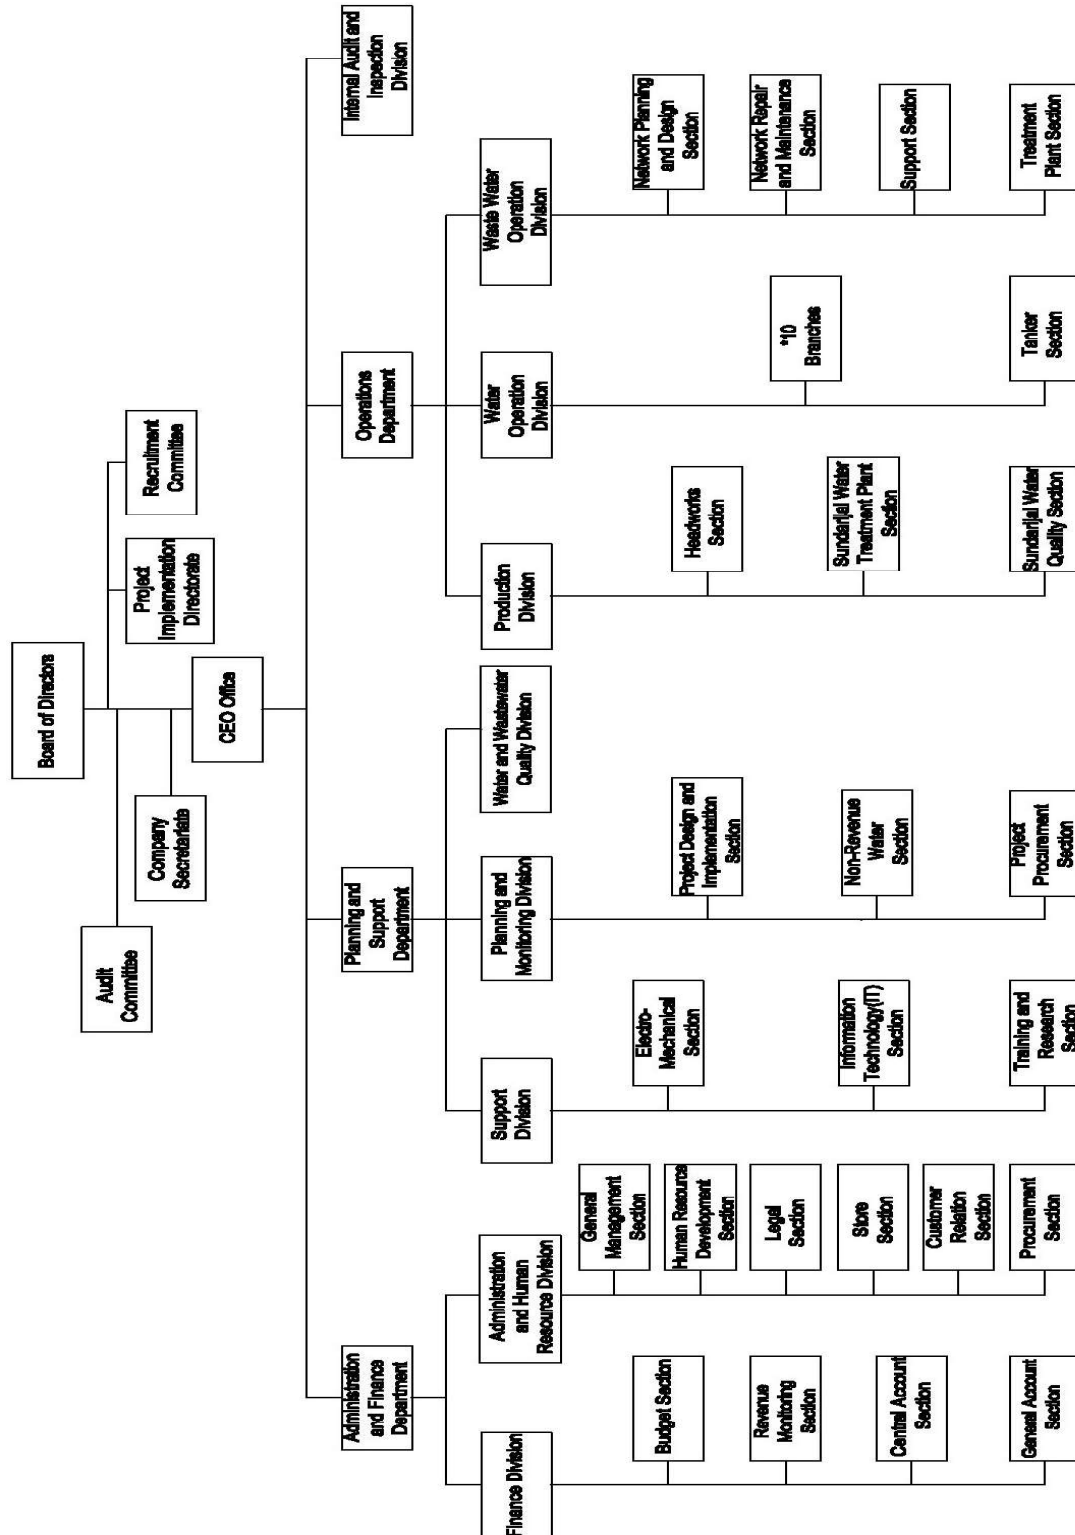 Board of Directors
Audit
Committee
Company
Secretariate
Project
Implementation
Directorate
Recruitment
Committee
CEO Office
Administration
and Finance
Department
Planning and
Support
Department
Operations
Department
Internal Audit and
Inspection
Division
Finance Division
Administration
and Human
Resource Division
Support
Division
Planning and
Monitoring Division
Water and Wastewater
Quality Division
Production
Division
Water
Operation
Division
Waste Water
Operation
Division
Budget Section
Revenue
Monitoring
Section
Central Account
Section
General Account
Section
General
Management
Section
Human Resource
Development
Section
Legal
Section
Store
Section
Customer
Relation
Section
Procurement
Section
Electro-
Mechanical
Section
Information
Technology(IT)
Section
Training and
Research
Section
Project Design and
Implementation
Section
Non-Revenue
Water
Section
Project
Procurement
Section
Headworks
Section
Sundarijal Water
Treatment Plant
Section
Sundarijal Water
Quality Section
*10
Branches
Tanker
Section
Network Planning
and Design
Section
Network Repair
and Maintenance
Section
Support Section
Treatment
Plant Section